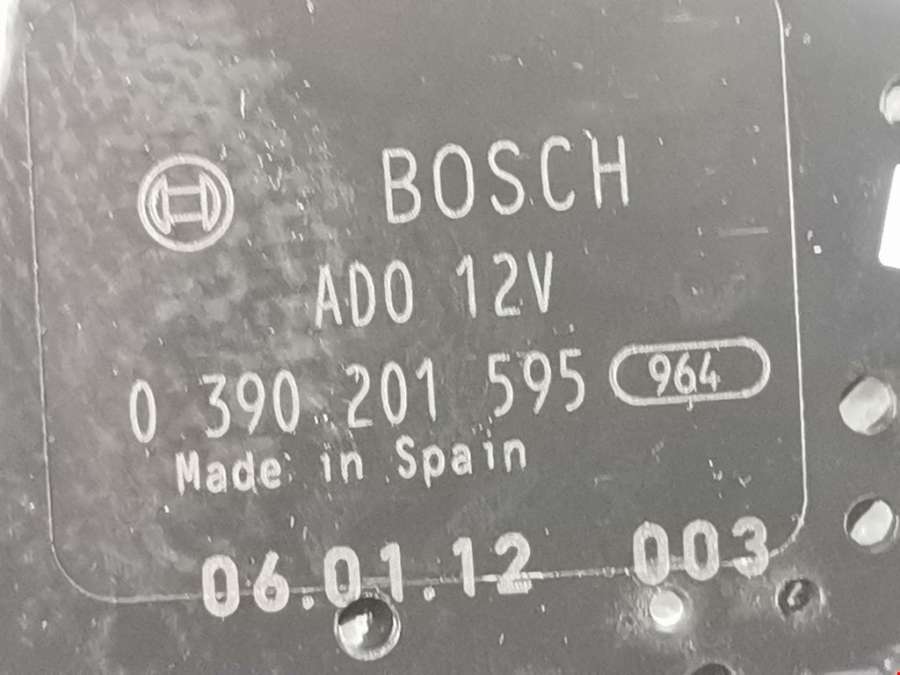 BOSCH
ADO 12V
0 390 201 595 964
Made in Spain
06.01.12 003